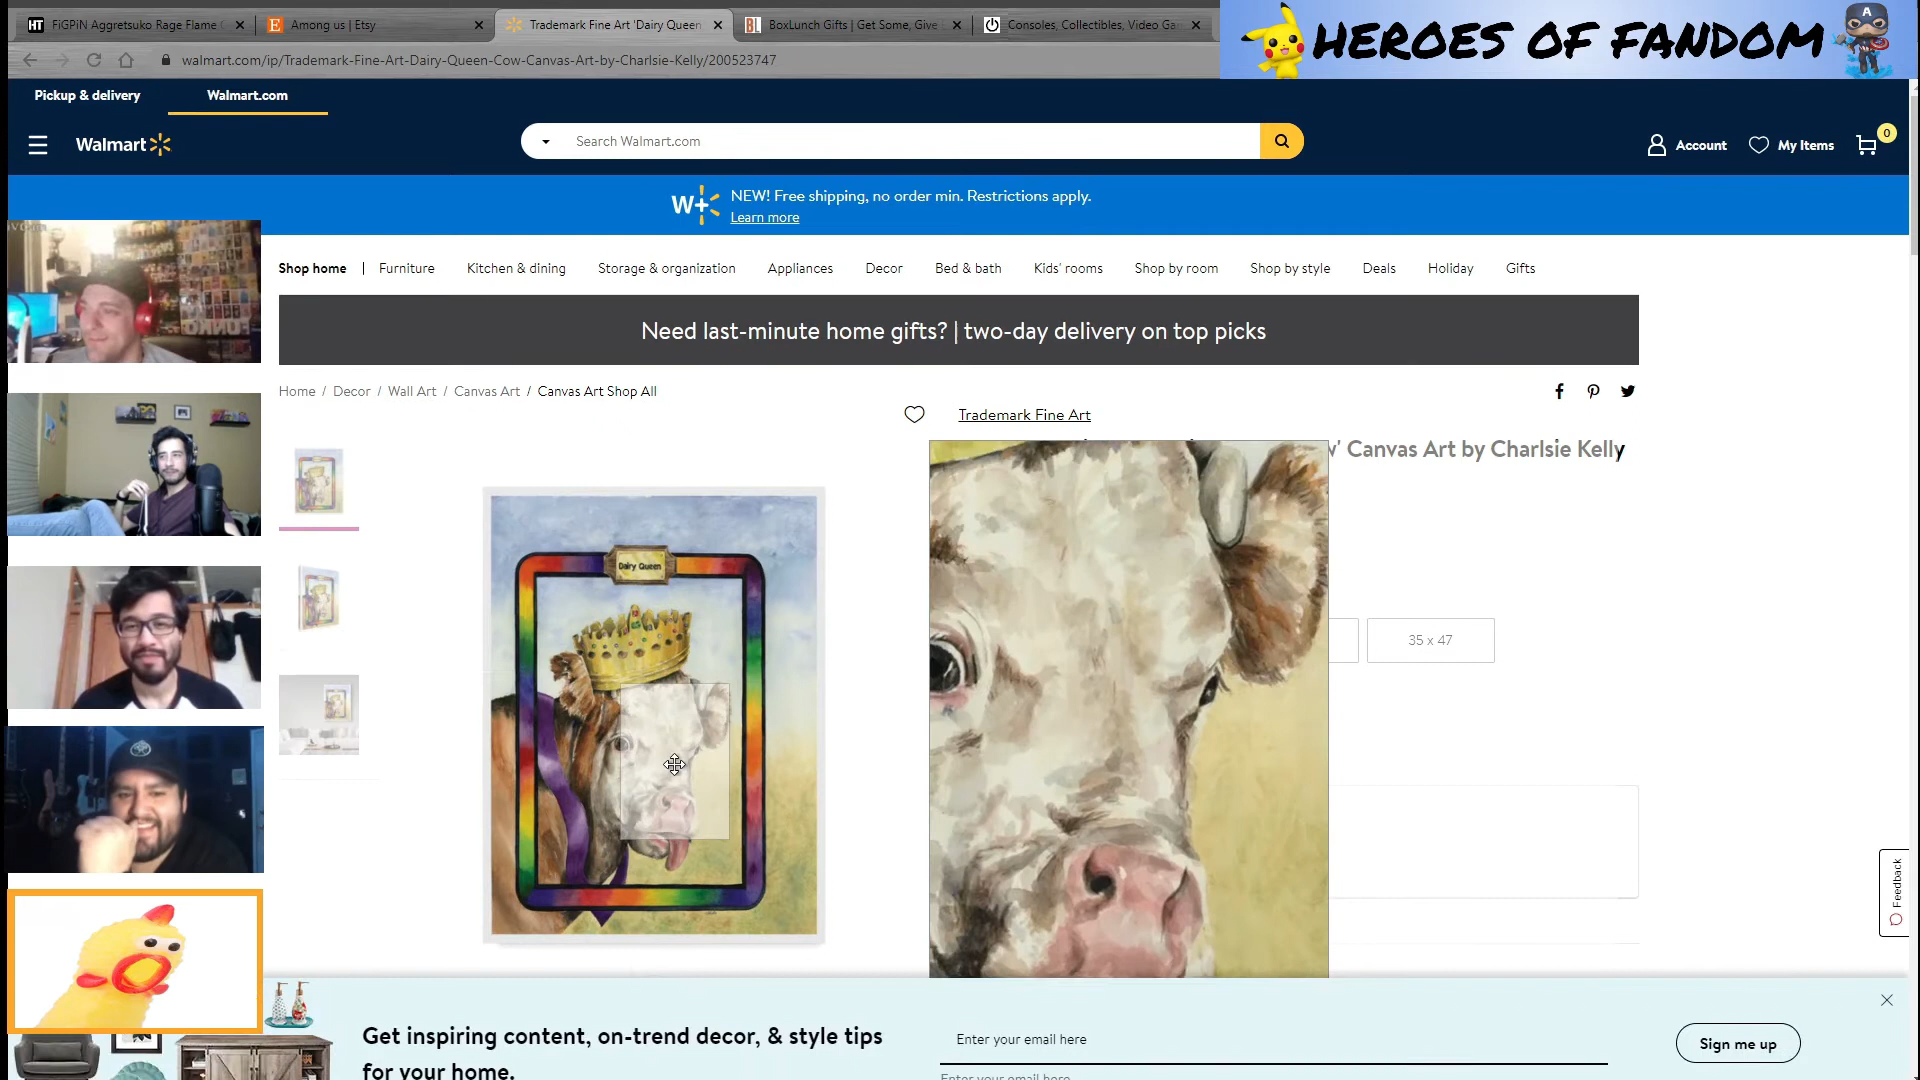 FiGPiN Aggretsuko Rage Flame
Among us | Etsy
Trademark Fine Art 'Dairy Queen
BoxLunch Gifts | Get Some, Give
Consoles, Collectibles, Video Ga
HEROES OF FANDOM
walmart.com/ip/Trademark-Fine-Art-Dairy-Queen-Cow-Canvas-Art-by-Charlsie-Kelly/200523747
Pickup & delivery
Walmart.com
Walmart
Search Walmart.com
Account
My Items
0
W+
NEW! Free shipping, no order min. Restrictions apply.
Learn more
Shop home | Furniture Kitchen & dining Storage & organization Appliances Decor Bed & bath Kids' rooms Shop by room Shop by style Deals Holiday Gifts
Need last-minute home gifts? | two-day delivery on top picks
Home / Decor / Wall Art / Canvas Art / Canvas Art Shop All
Trademark Fine Art
' Canvas Art by Charlsie Kelly
Dairy Queen
35 x 47
Feedback
Get inspiring content, on-trend decor, & style tips
for your home.
Enter your email here
Enter your email here
Sign me up